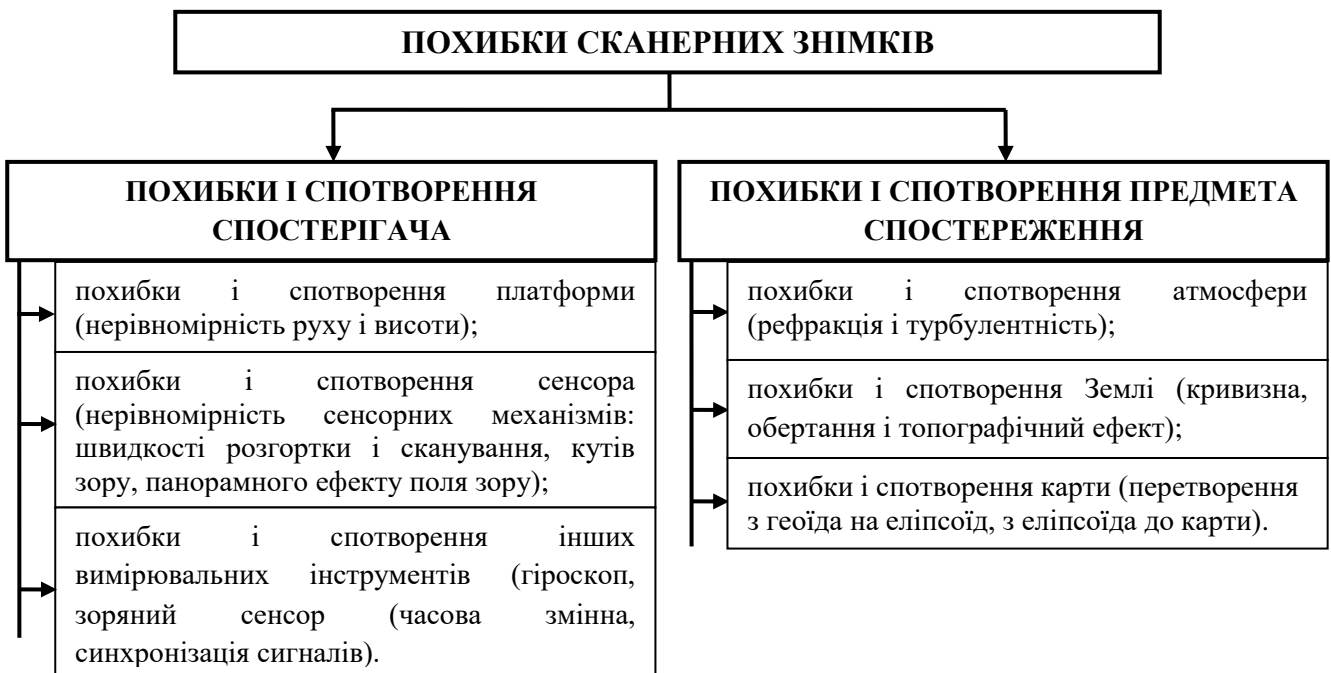 ПОХИБКИ СКАНЕРНИХ ЗНІМКІВ
ПОХИБКИ І СПОТВОРЕННЯ
СПОСТЕРІГАЧА
похибки і спотворення платформи
(нерівномірність руху і висоти);
похибки і спотворення сенсора
(нерівномірність сенсорних механізмів:
швидкості розгортки і сканування, кутів
зору, панорамного ефекту поля зору);
похибки і спотворення інших
вимірювальних інструментів (гіроскоп,
зоряний сенсор (часова змінна,
синхронізація сигналів).
ПОХИБКИ І СПОТВОРЕННЯ ПРЕДМЕТА
СПОСТЕРЕЖЕННЯ
похибки і спотворення атмосфери
(рефракція і турбулентність);
похибки і спотворення Землі (кривизна,
обертання і топографічний ефект);
похибки і спотворення карти (перетворення
з геоїда на еліпсоїд, з еліпсоїда до карти).